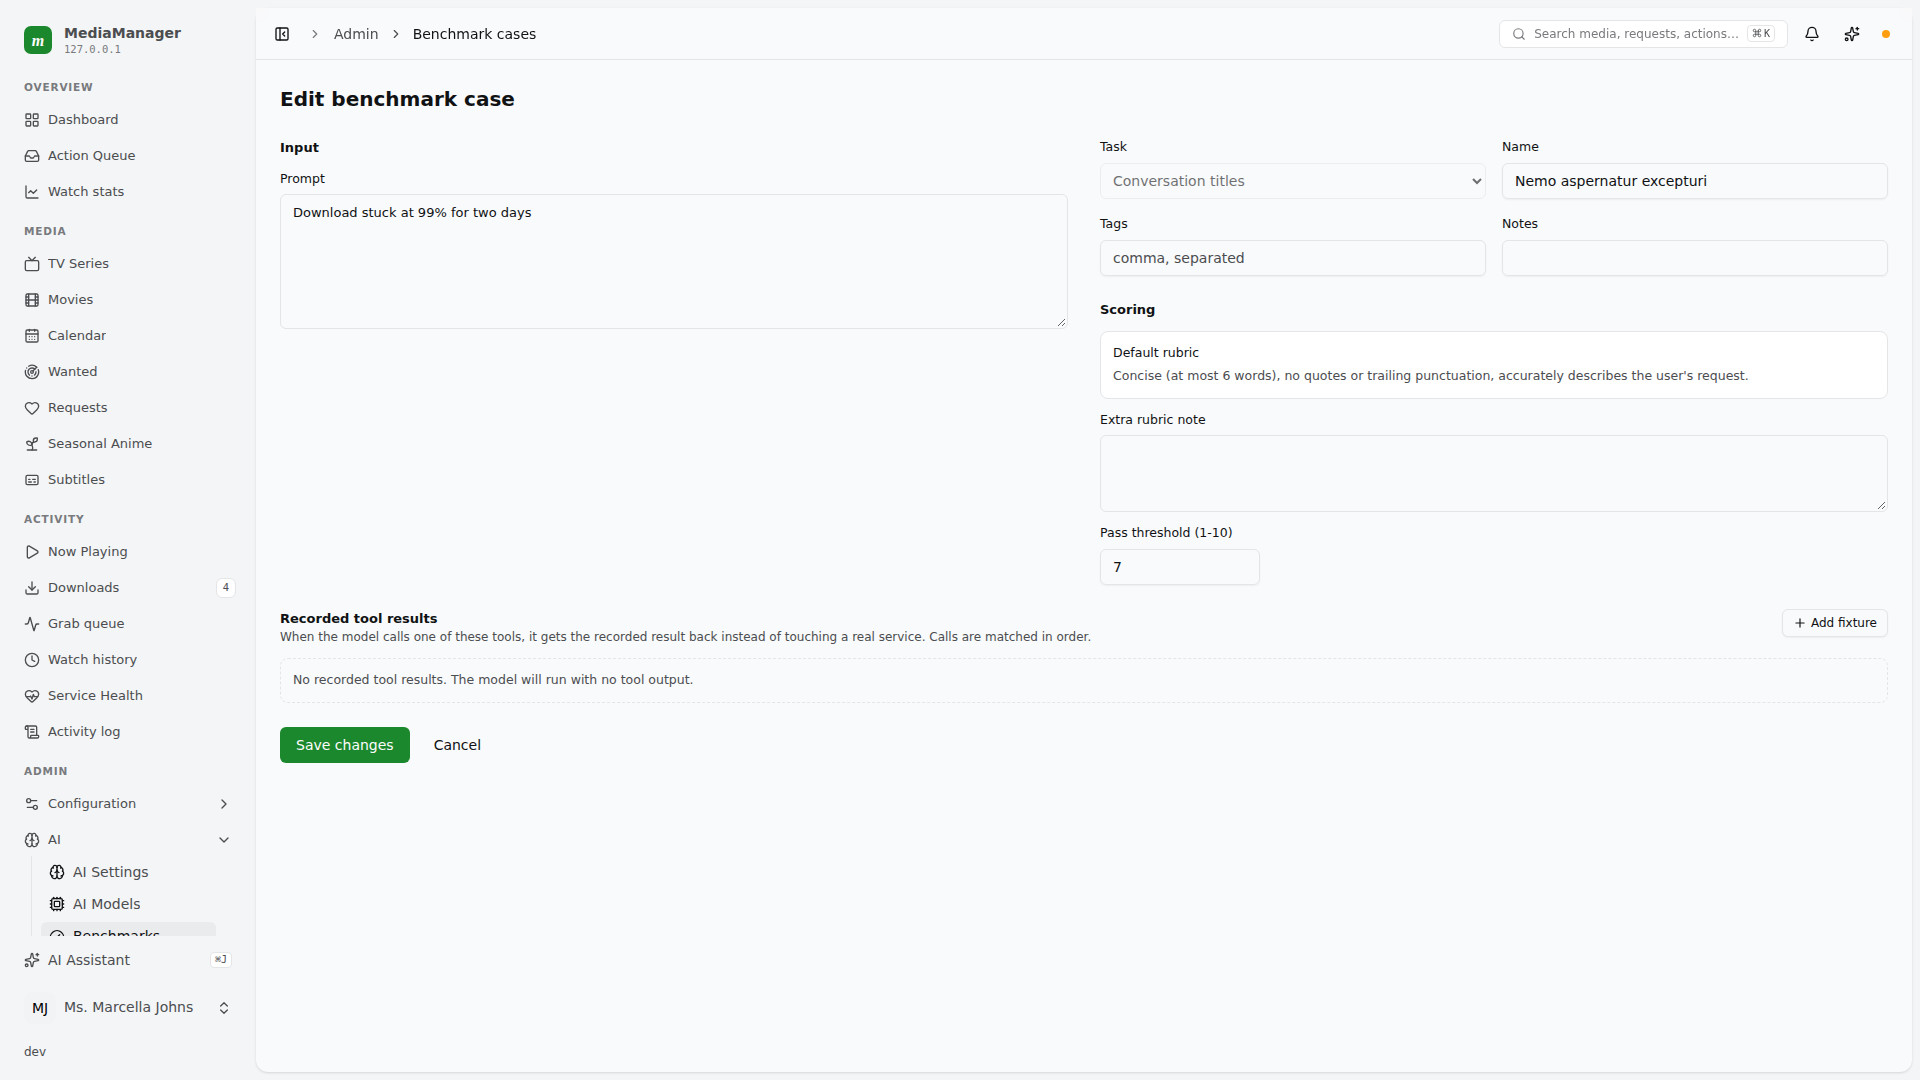 m
MediaManager
127.0.0.1
OVERVIEW
Dashboard
Action Queue
Watch stats
MEDIA
TV Series
Movies
Calendar
Wanted
Requests
Seasonal Anime
Subtitles
ACTIVITY
Now Playing
Downloads 4
Grab queue
Watch history
Service Health
Activity log
ADMIN
Configuration
AI
AI Settings
AI Models
Benchmarks
AI Assistant ⌘J
MJ Ms. Marcella Johns
dev
Admin Benchmark cases
Search media, requests, actions... ⌘K
Edit benchmark case
Input
Prompt
Download stuck at 99% for two days
Task
Conversation titles
Name
Nemo aspernatur excepturi
Tags
comma, separated
Notes
Scoring
Default rubric
Concise (at most 6 words), no quotes or trailing punctuation, accurately describes the user's request.
Extra rubric note
Pass threshold (1-10)
7
Recorded tool results
When the model calls one of these tools, it gets the recorded result back instead of touching a real service. Calls are matched in order.
Add fixture
No recorded tool results. The model will run with no tool output.
Save changes Cancel